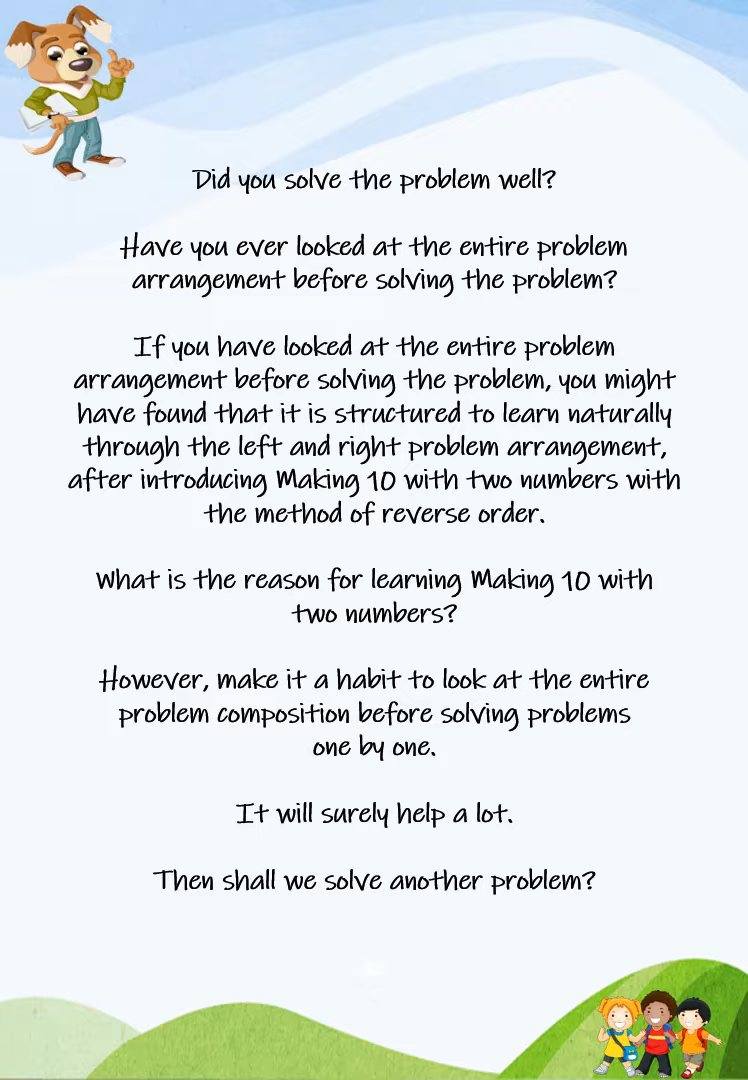 Did you solve the problem well?
Have you ever looked at the entire problem
arrangement before solving the problem?
If you have looked at the entire problem
arrangement before solving the problem, you might
have found that it is structured to learn naturally
through the left and right problem arrangement,
after introducing Making 10 with two numbers with
the method of reverse order.
What is the reason for learning Making 10 with
two numbers?
However, make it a habit to look at the entire
problem composition before solving problems
one by one.
It will surely help a lot.
Then shall we solve another problem?